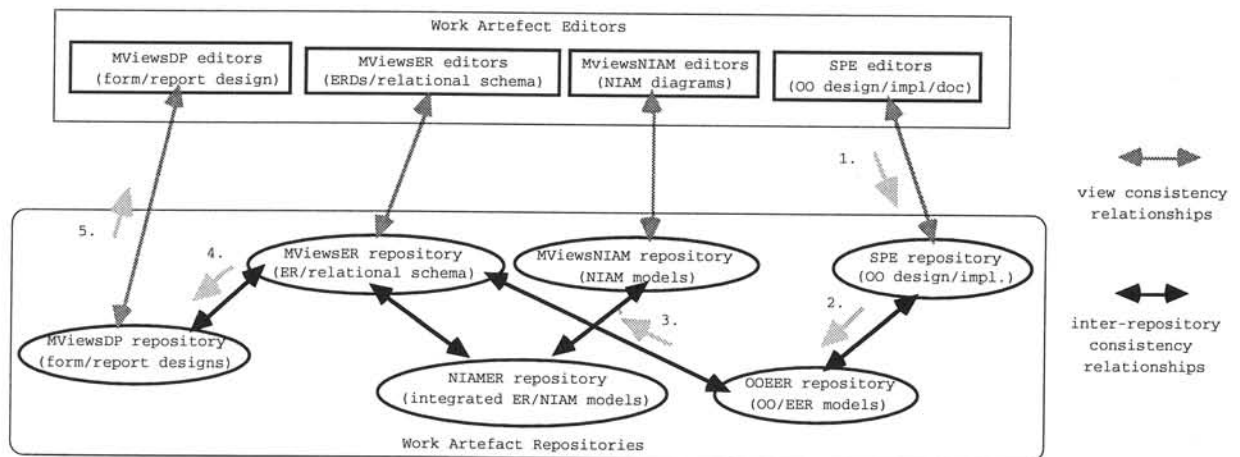 Work Artefect Editors
MViewsDP editors
(form/report design)
MViewsER editors
(ERDs/relational schema)
MviewsNIAM editors
(NIAM diagrams)
SPE editors
(OO design/impl/doc)
1.
view consistency
relationships
5.
4.
MViewsER repository
(ER/relational schema)
MViewsNIAM repository
(NIAM models)
SPE repository
(OO design/impl.)
2.
3.
inter-repository
consistency
relationships
MViewsDP repository
(form/report designs)
NIAMER repository
(integrated ER/NIAM models)
OOEER repository
(OO/EER models)
Work Artefact Repositories